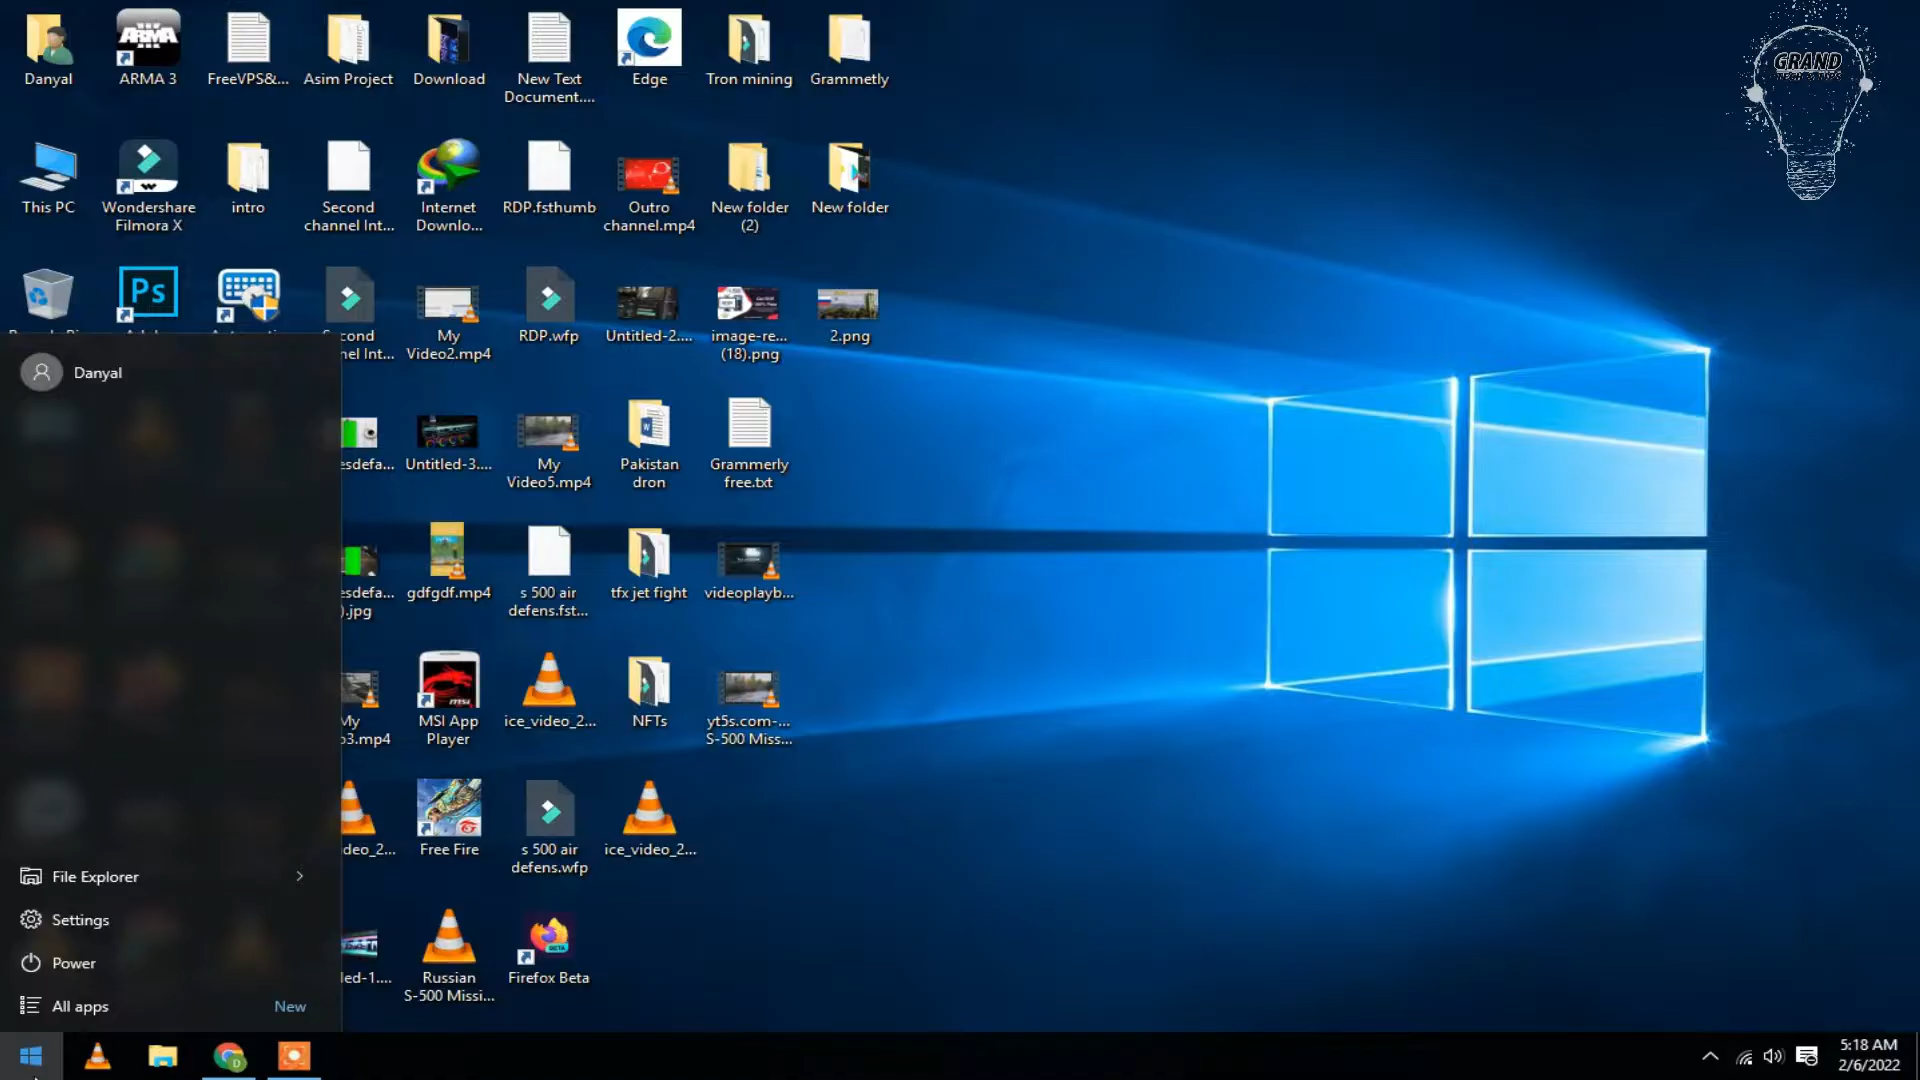 Danyal
ARMA 3
FreeVPS&...
Asim Project
Download
New Text
Document....
Edge
Tron mining
Grammetly
GRAND
TECH & TIPS
This PC
Wondershare
Filmora X
intro
Second
channel Int...
Internet
Downlo...
RDP.fsthumb
Outro
channel.mp4
New folder
(2)
New folder
Ps
My
Video2.mp4
RDP.wfp
Untitled-2....
image-re...
(18).png
2.png
Danyal
esdefa...
Untitled-3....
My
Video5.mp4
Pakistan
dron
Grammerly
free.txt
esdefa...
).jpg
gdfgdf.mp4
s 500 air
defens.fst...
tfx jet fight
videoplayb...
My
o3.mp4
MSI App
Player
ice_video_2...
NFTs
yt5s.com-...
S-500 Miss...
deo_2...
Free Fire
s 500 air
defens.wfp
ice_video_2...
File Explorer
Settings
Power
All apps
New
led-1....
Russian
S-500 Missi...
Firefox Beta
5:18 AM
2/6/2022